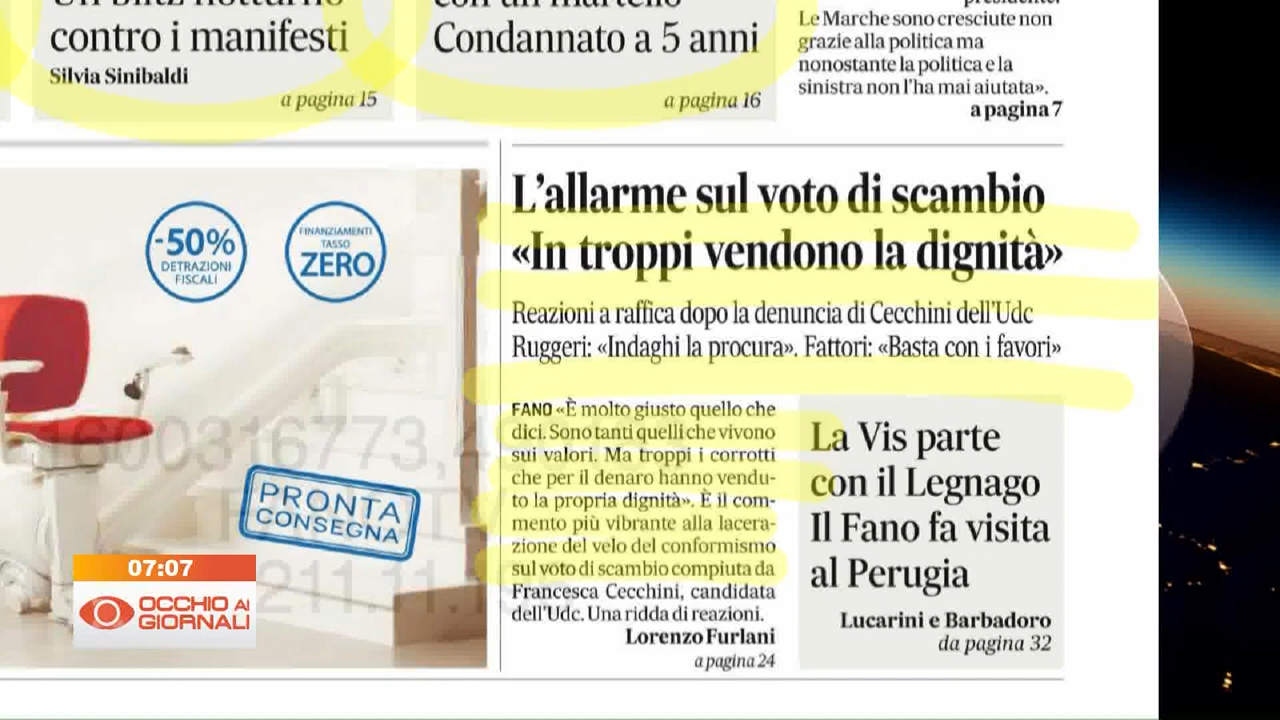 contro i manifesti
Silvia Sinibaldi
a pagina 15
Condannato a 5 anni
a pagina 16
Le Marche sono cresciute non
grazie alla politica ma
nonostante la politica e la
sinistra non l'ha mai aiutata».
a pagina 7
-50%
DETRAZIONI
FISCALI
FINANZIAMENTI
TASSO
ZERO
PRONTA
CONSEGNA
L'allarme sul voto di scambio
«In troppi vendono la dignità»
Reazioni a raffica dopo la denuncia di Cecchini dell'Udc
Ruggeri: «Indaghi la procura». Fattori: «Basta con i favori»
FANO «È molto giusto quello che
dici. Sono tanti quelli che vivono
sui valori. Ma troppi i corrotti
che per il denaro hanno vendu-
to la propria dignità». È il com-
mento più vibrante alla lacera-
zione del velo del conformismo
sul voto di scambio compiuta da
Francesca Cecchini, candidata
dell'Udc. Una ridda di reazioni.
Lorenzo Furlani
a pagina 24
La Vis parte
con il Legnago
Il Fano fa visita
al Perugia
Lucarini e Barbadoro
da pagina 32
07:07
OCCHIO AI
GIORNALI